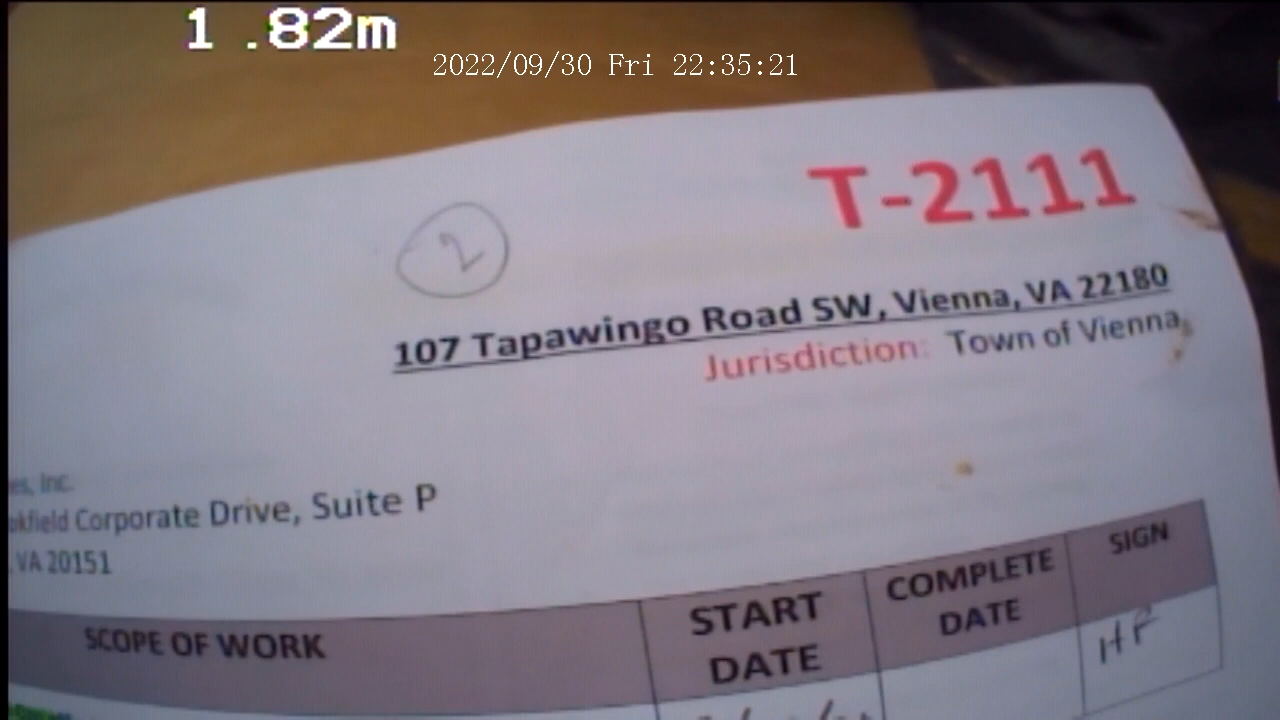 1.82m
2022/09/30 Fri 22:35:21
T-2111
2
107 Tapawingo Road SW, Vienna, VA 22180
Jurisdiction: Town of Vienna
es, Inc.
okfield Corporate Drive, Suite P
VA 20151
SCOPE OF WORK
START DATE
COMPLETE DATE
SIGN
HF